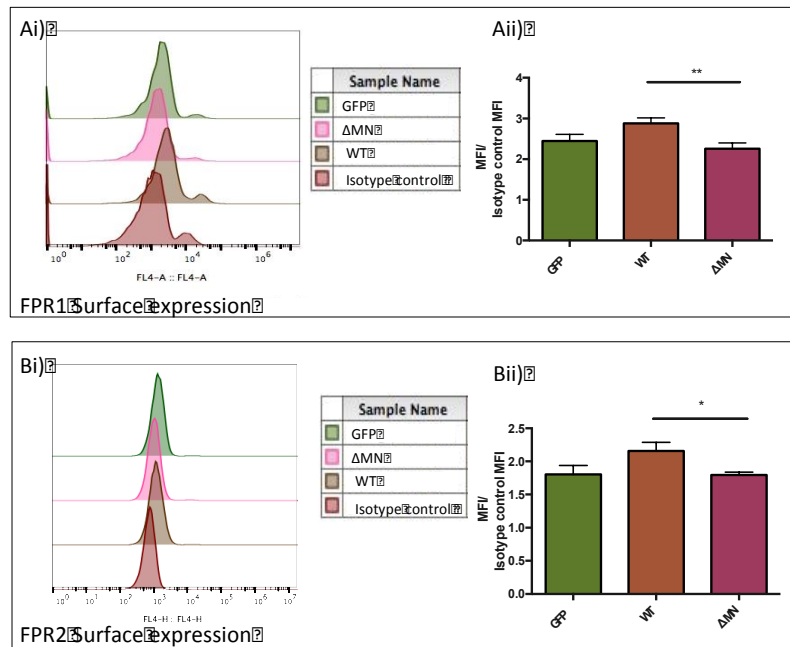 Ai)
Sample Name
GFP
ΔMN
WT
Isotype control
10^0 10^2 10^4 10^6
FL4-A :: FL4-A
FPR1 Surface expression
Aii)
**
MFI/
Isotype control MFI
4
3
2
1
0
GFP WT ΔMN
Bi)
Sample Name
GFP
ΔMN
WT
Isotype control
10^0 10^1 10^2 10^3 10^4 10^5 10^6 10^7
FL4-H :: FL4-H
FPR2 Surface expression
Bii)
*
MFI/
Isotype control MFI
2.5
2.0
1.5
1.0
0.5
0.0
GFP WT ΔMN